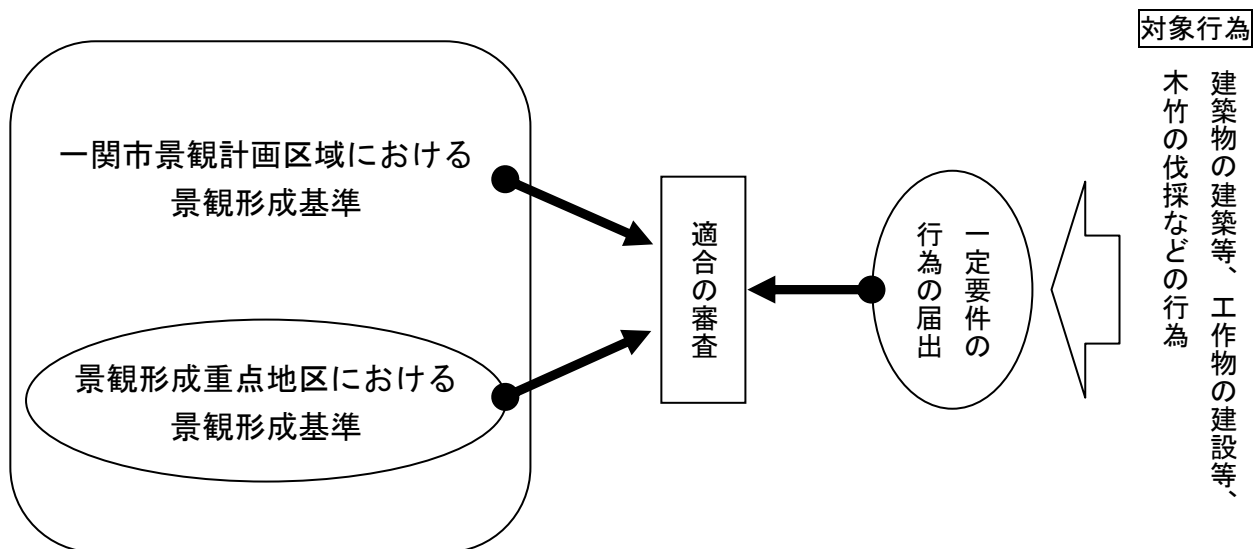 対象行為
建築物の建築等、工作物の建設等、
木竹の伐採などの行為
一定要件の
行為の届出
適合の審査
一関市景観計画区域における
景観形成基準
景観形成重点地区における
景観形成基準